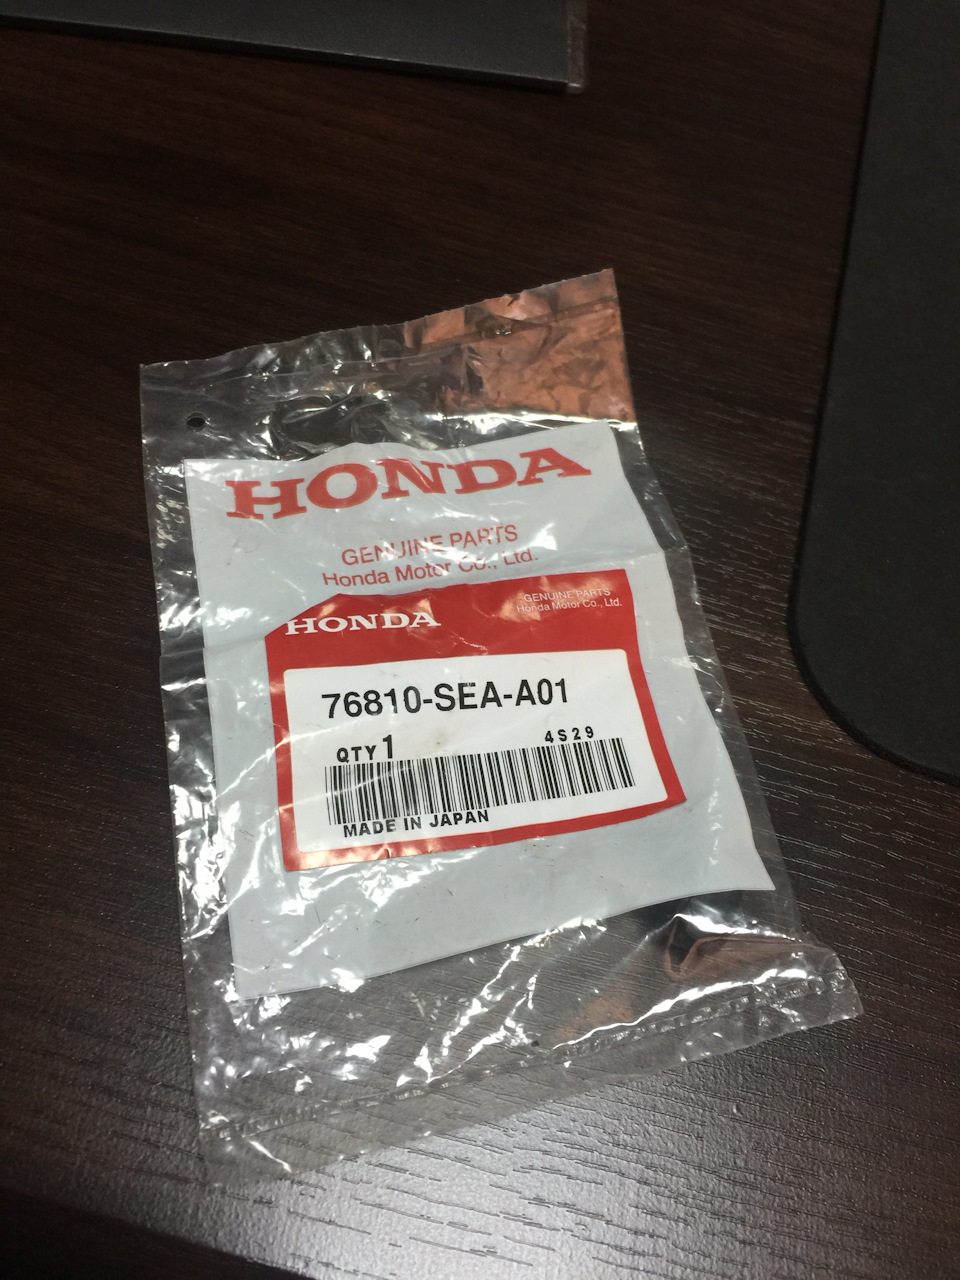 HONDA
GENUINE PARTS
Honda Motor Co., Ltd.
HONDA
GENUINE PARTS
Honda Motor Co., Ltd.
76810-SEA-A01
QTY 1
4S29
MADE IN JAPAN